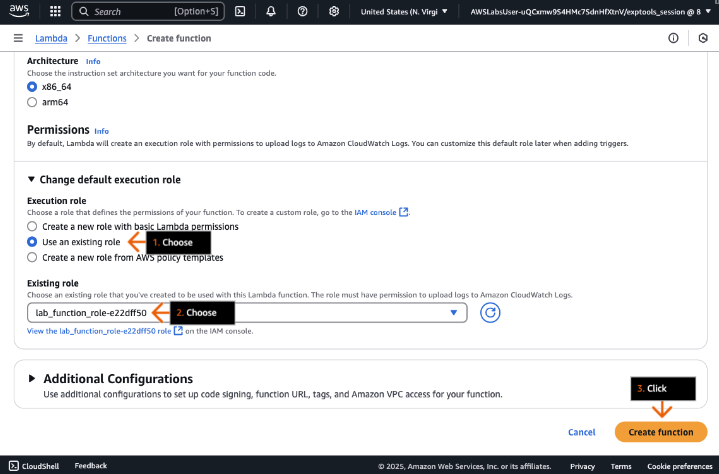 aws
Search [Option+S]
United States (N. Virgi
AWSLabsUser-uQCxmw9S4HMc7SdnHfXtnV/exptools_session @ 8
Lambda > Functions > Create function
Architecture Info
Choose the instruction set architecture you want for your function code.
x86_64
arm64
Permissions Info
By default, Lambda will create an execution role with permissions to upload logs to Amazon CloudWatch Logs. You can customize this default role later when adding triggers.
Change default execution role
Execution role
Choose a role that defines the permissions of your function. To create a custom role, go to the IAM console.
Create a new role with basic Lambda permissions
Use an existing role
1. Choose
Create a new role from AWS policy templates
Existing role
Choose an existing role that you've created to be used with this Lambda function. The role must have permission to upload logs to Amazon CloudWatch Logs.
lab_function_role-e22dff50
2. Choose
View the lab_function_role-e22dff50 role on the IAM console.
Additional Configurations
Use additional configurations to set up code signing, function URL, tags, and Amazon VPC access for your function.
3. Click
Cancel
Create function
CloudShell Feedback
© 2025, Amazon Web Services, Inc. or its affiliates. Privacy Terms Cookie preferences